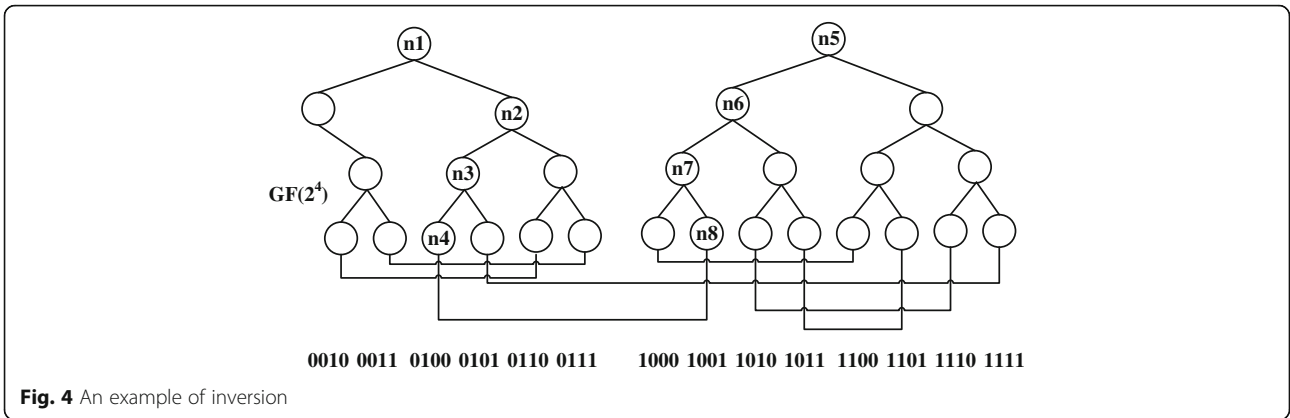 n1 n5
n2 n6
n3 n7
GF(2⁴)
n4 n8
0010 0011 0100 0101 0110 0111 1000 1001 1010 1011 1100 1101 1110 1111
Fig. 4 An example of inversion